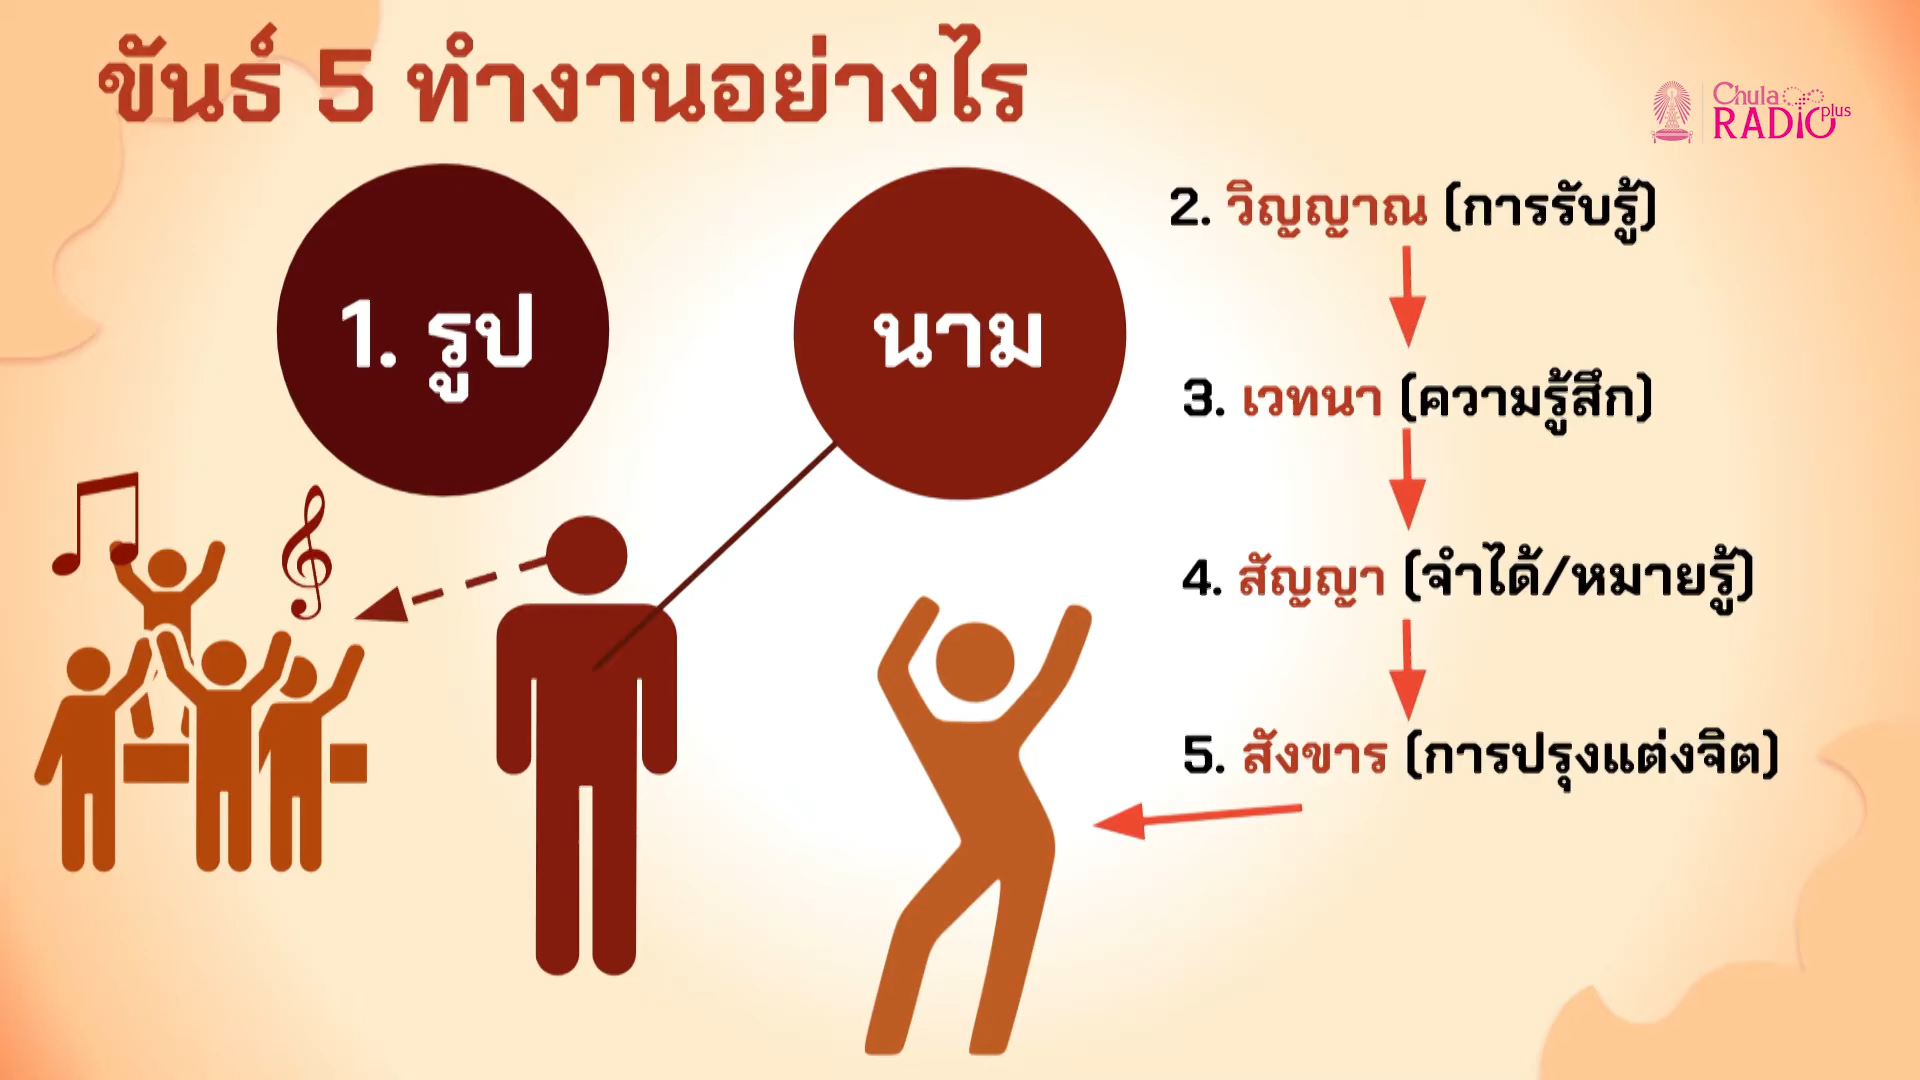 ขันธ์ 5 ทำงานอย่างไร
Chula
RADIO plus
1. รูป
นาม
2. วิญญาณ (การรับรู้)
3. เวทนา (ความรู้สึก)
4. สัญญา (จำได้/หมายรู้)
5. สังขาร (การปรุงแต่งจิต)